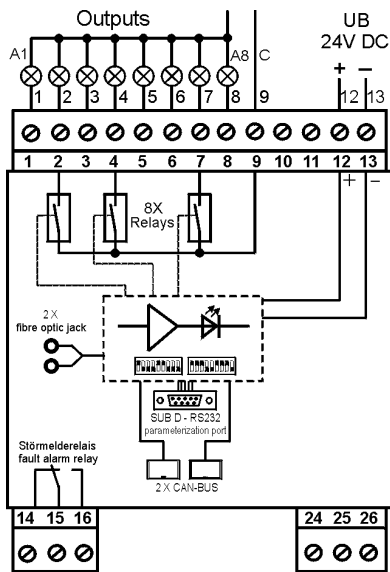 Outputs
UB
24V DC
A1
A8
C
+
−
1
2
3
4
5
6
7
8
9
12
13
1
2
3
4
5
6
7
8
9
10
11
12
13
+
−
8X
Relays
2 X
fibre optic jack
SUB D - RS232
parameterization port
Störmelderelais
fault alarm relay
2 X CAN-BUS
14
15
16
24
25
26